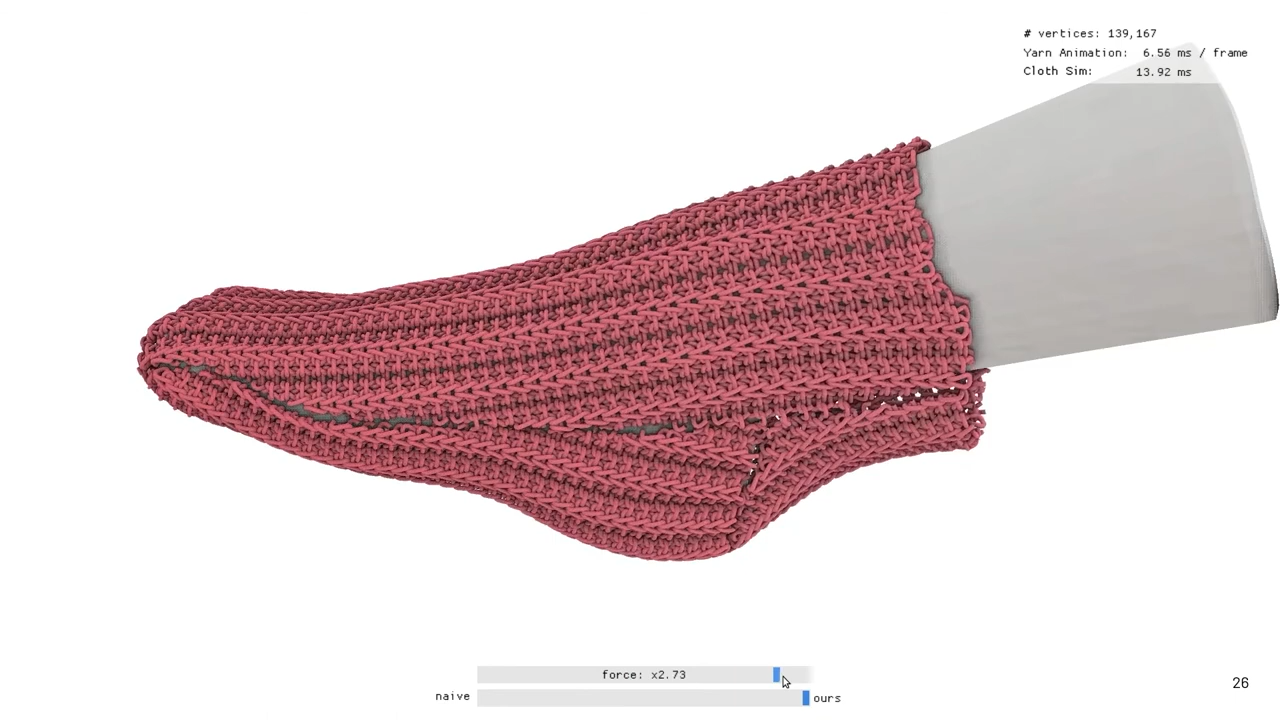 # vertices: 139,167
Yarn Animation: 6.56 ms / frame
Cloth Sim: 13.92 ms
force: x2.73
naive ours
26